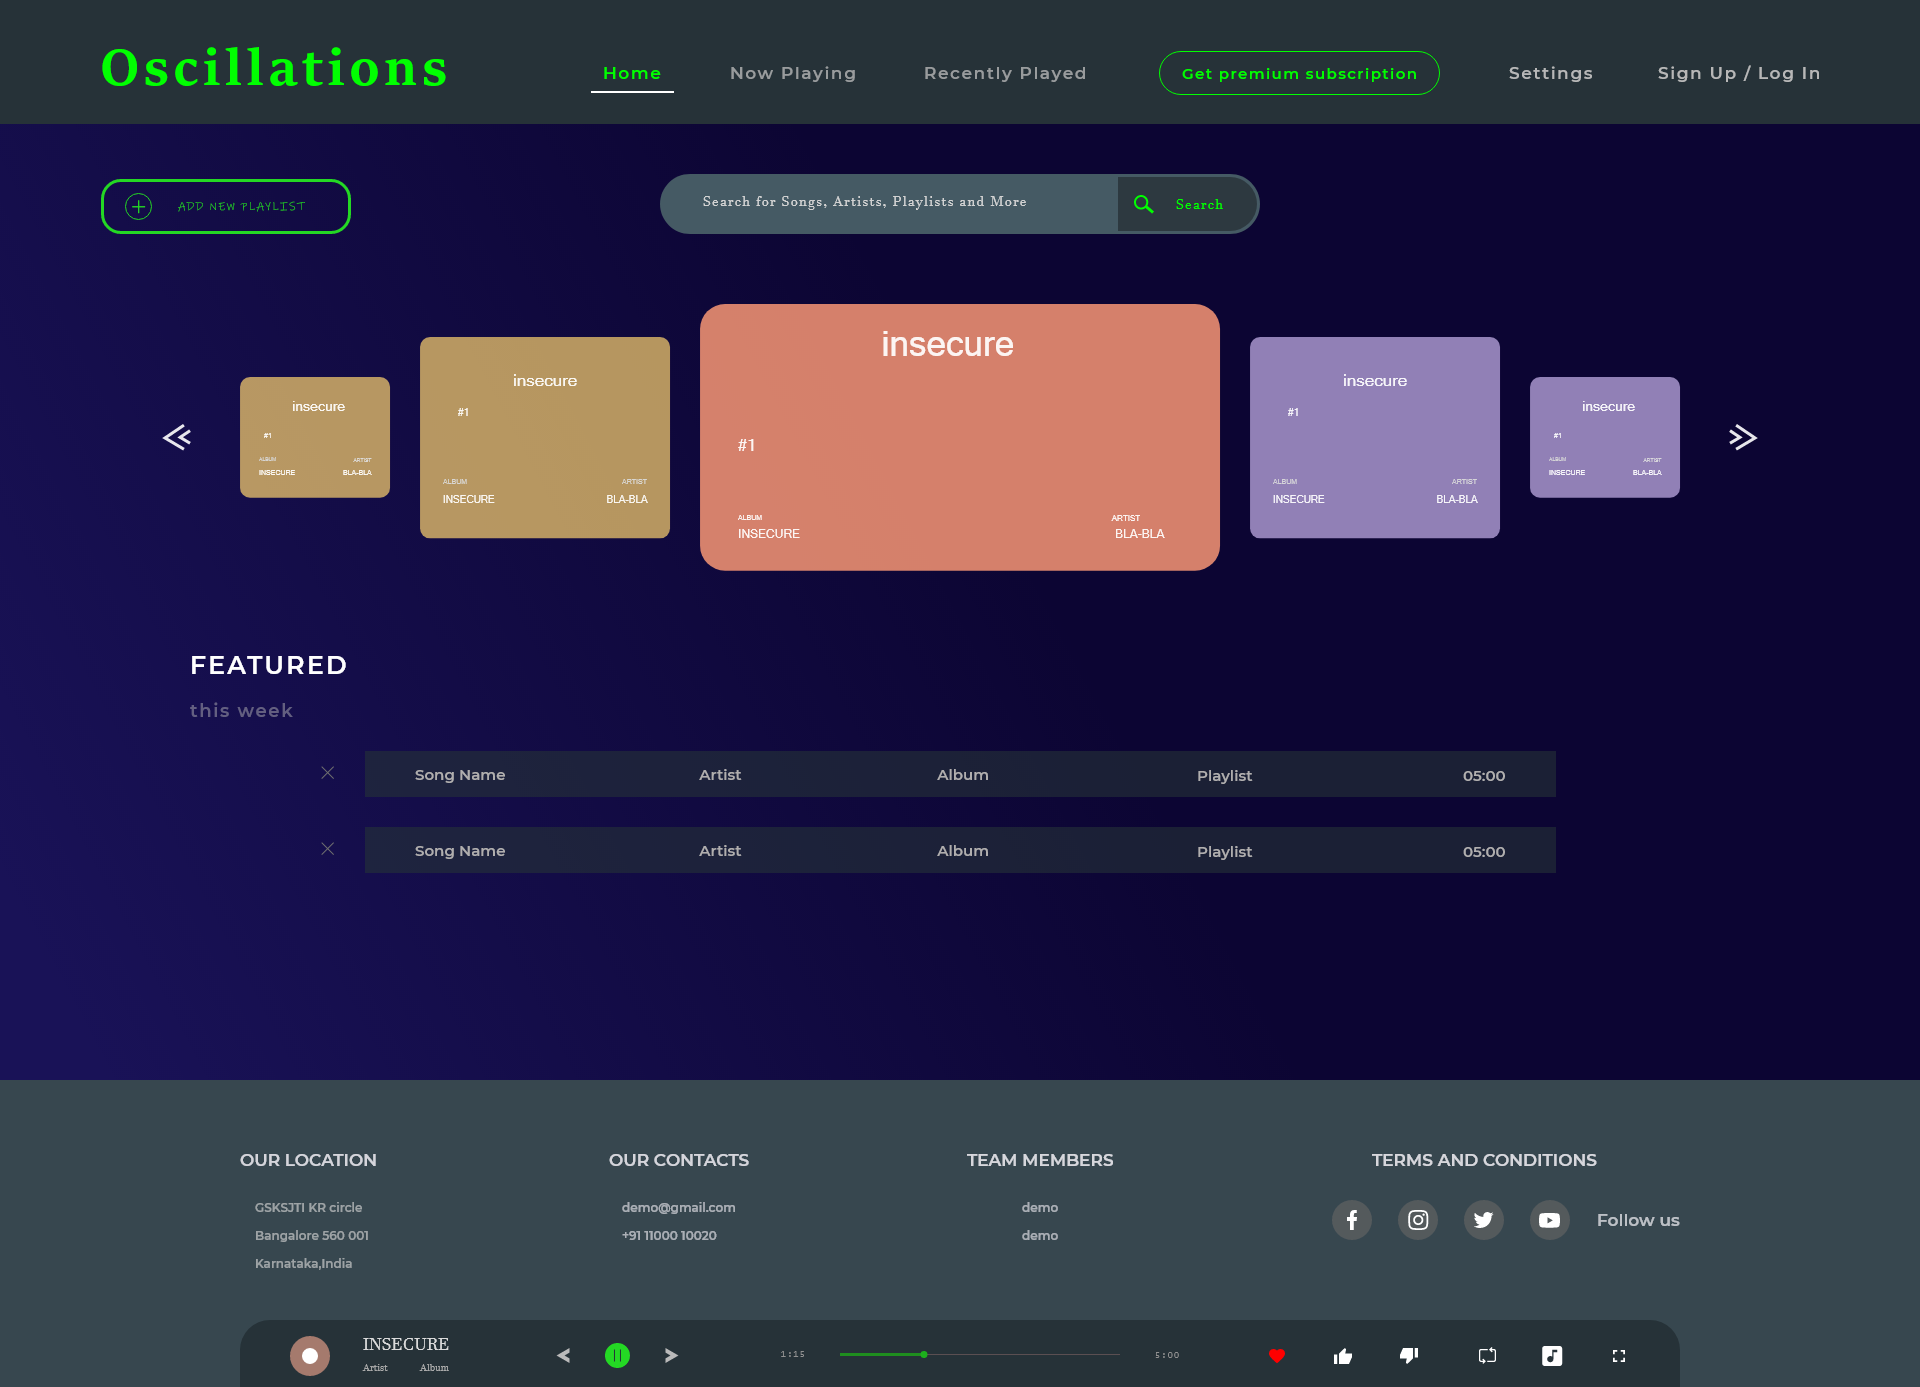 Oscillations
Home
Now Playing
Recently Played
Get premium subscription
Settings
Sign Up / Log In
ADD NEW PLAYLIST
Search for Songs, Artists, Playlists and More
Search
insecure
#1
ALBUM ARTIST
INSECURE BLA-BLA
insecure
#1
ALBUM ARTIST
INSECURE BLA-BLA
insecure
#1
ALBUM ARTIST
INSECURE BLA-BLA
insecure
#1
ALBUM ARTIST
INSECURE BLA-BLA
insecure
#1
ALBUM ARTIST
INSECURE BLA-BLA
FEATURED
this week
Song Name Artist Album Playlist 05:00
Song Name Artist Album Playlist 05:00
OUR LOCATION
GSKSJTI KR circle
Bangalore 560 001
Karnataka,India
OUR CONTACTS
demo@gmail.com
+91 11000 10020
TEAM MEMBERS
demo
demo
TERMS AND CONDITIONS
Follow us
INSECURE
Artist Album
1:15
5:00